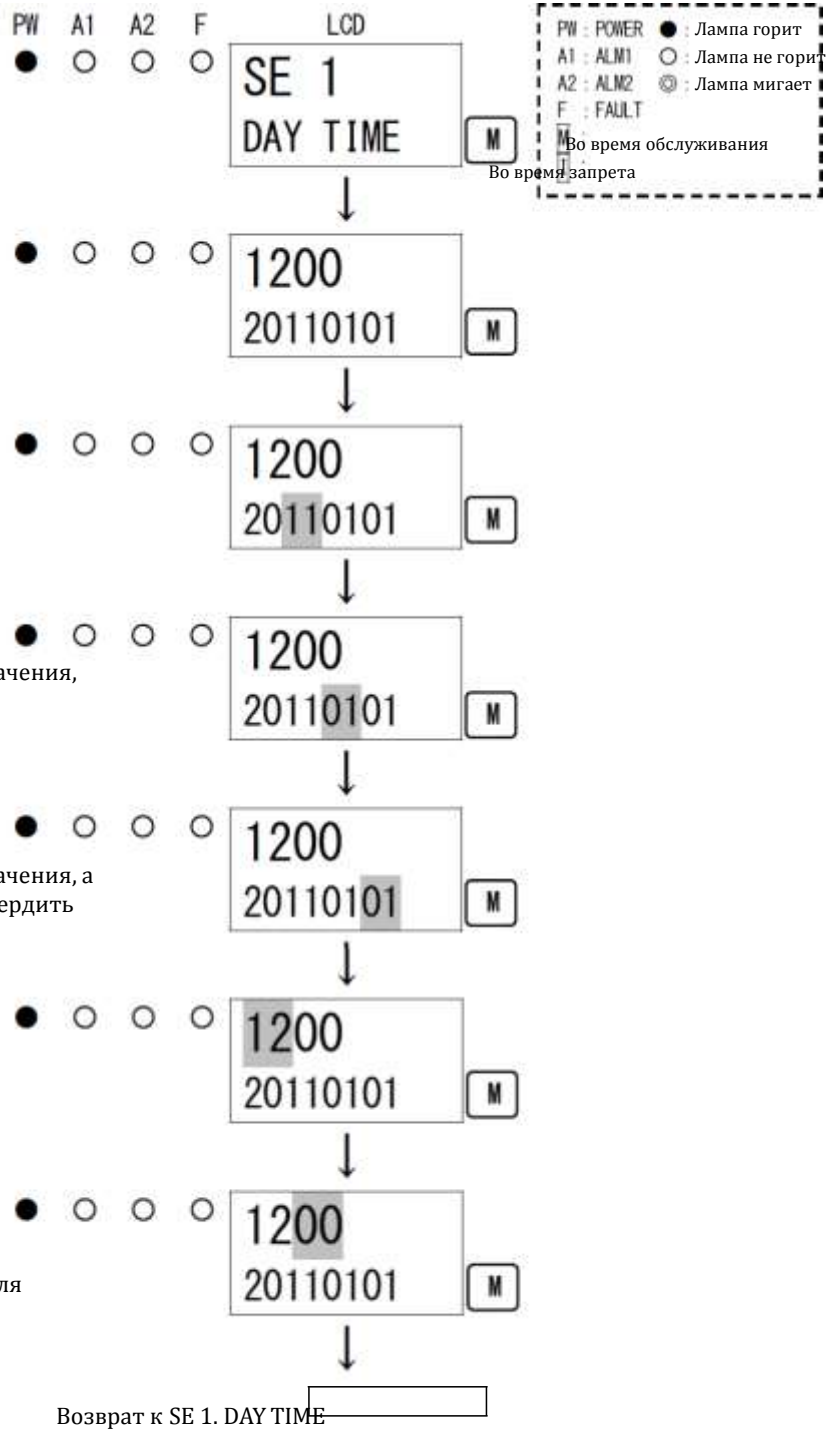 PW A1 A2 F LCD
PW : POWER ● : Лампа горит
A1 : ALM1 ○ : Лампа не горит
A2 : ALM2 ◎ : Лампа мигает
F : FAULT
M Во время обслуживания
I Во время запрета
SE 1
DAY TIME M
1200
20110101 M
1200
20110101 M
1200
ачения,
20110101 M
1200
ачения, а
20110101 M
ердить
1200
20110101 M
1200
20110101 M
ля
Возврат к SE 1. DAY TIME